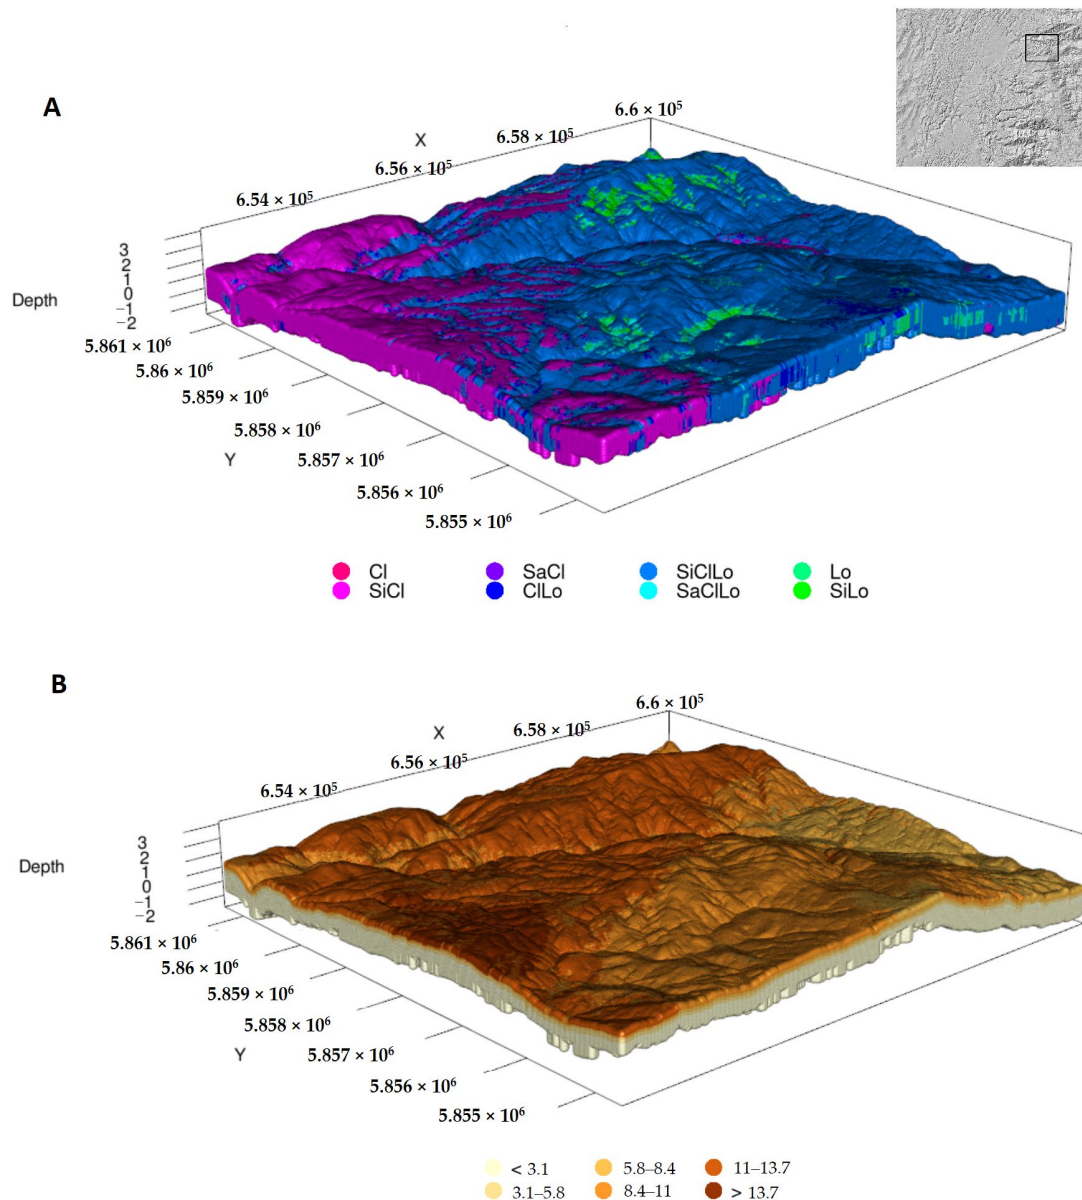 A
6.6 × 10⁵
X
6.58 × 10⁵
6.56 × 10⁵
6.54 × 10⁵
3
2
1
0
−1
−2
Depth
5.861 × 10⁶
5.86 × 10⁶
5.859 × 10⁶
5.858 × 10⁶
Y
5.857 × 10⁶
5.856 × 10⁶
5.855 × 10⁶
Cl SaCl SiClLo Lo
SiCl ClLo SaClLo SiLo
B
6.6 × 10⁵
X
6.58 × 10⁵
6.56 × 10⁵
6.54 × 10⁵
3
2
1
0
−1
−2
Depth
5.861 × 10⁶
5.86 × 10⁶
5.859 × 10⁶
5.858 × 10⁶
Y
5.857 × 10⁶
5.856 × 10⁶
5.855 × 10⁶
< 3.1 5.8–8.4 11–13.7
3.1–5.8 8.4–11 > 13.7